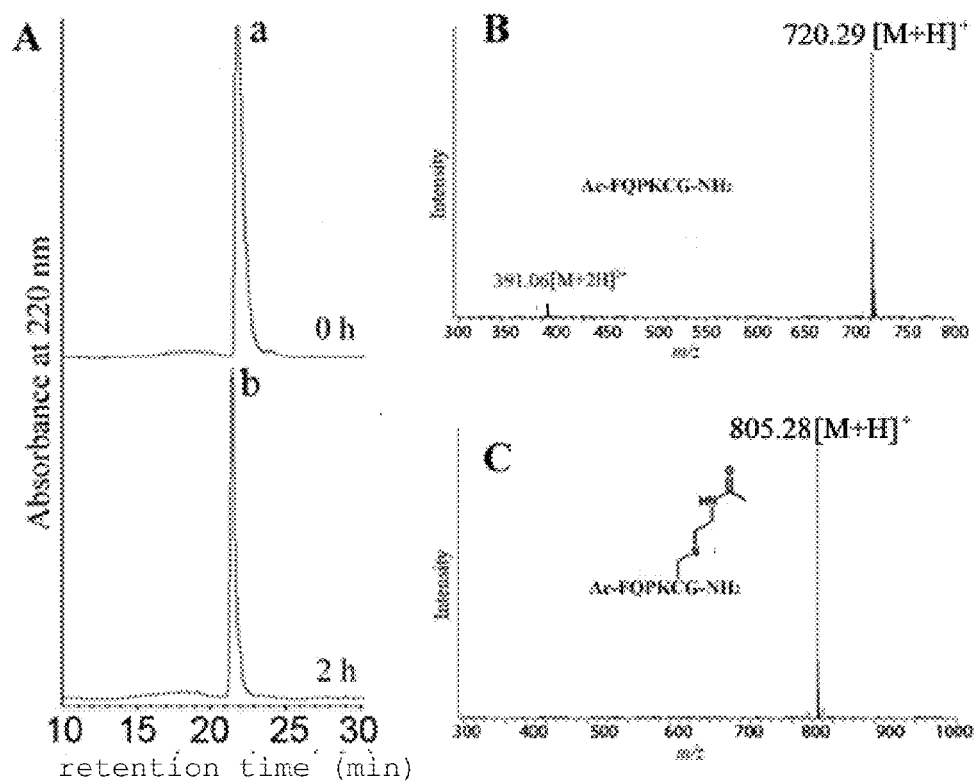 A
a
0 h
b
2 h
Absorbance at 220 nm
10 15 20 25 30
retention time (min)
B
720.29 [M+H]+
Intensity
Ac-FQPKCG-NH2
391.06[M+2H]2+
300 350 400 450 500 550 600 650 700 750 800
m/z
C
805.28[M+H]+
Intensity
HN
Ac-FQPKCG-NH2
300 400 500 600 700 800 900 1000
m/z